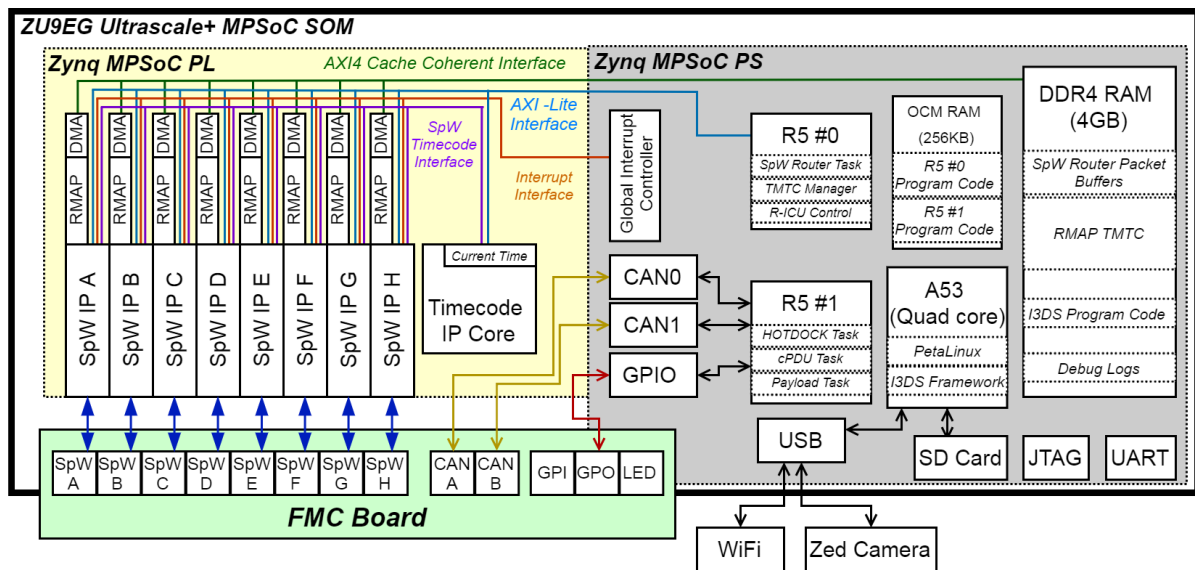 ZU9EG Ultrascale+ MPSoC SOM
Zynq MPSoC PL
AXI4 Cache Coherent Interface
Zynq MPSoC PS
AXI -Lite
Interface
SpW
Timecode
Interface
Interrupt
Interface
DMA
DMA
DMA
DMA
DMA
DMA
DMA
DMA
RMAP
RMAP
RMAP
RMAP
RMAP
RMAP
RMAP
RMAP
SpW IP A
SpW IP B
SpW IP C
SpW IP D
SpW IP E
SpW IP F
SpW IP G
SpW IP H
Current Time
Timecode
IP Core
Global Interrupt
Controller
R5 #0
SpW Router Task
TMTC Manager
R-ICU Control
OCM RAM
(256KB)
R5 #0
Program Code
R5 #1
Program Code
DDR4 RAM
(4GB)
SpW Router Packet
Buffers
RMAP TMTC
I3DS Program Code
Debug Logs
CAN0
CAN1
GPIO
R5 #1
HOTDOCK Task
cPDU Task
Payload Task
A53
(Quad core)
PetaLinux
I3DS Framework
USB
SD Card
JTAG
UART
SpW
A
SpW
B
SpW
C
SpW
D
SpW
E
SpW
F
SpW
G
SpW
H
CAN
A
CAN
B
GPI
GPO
LED
FMC Board
WiFi
Zed Camera